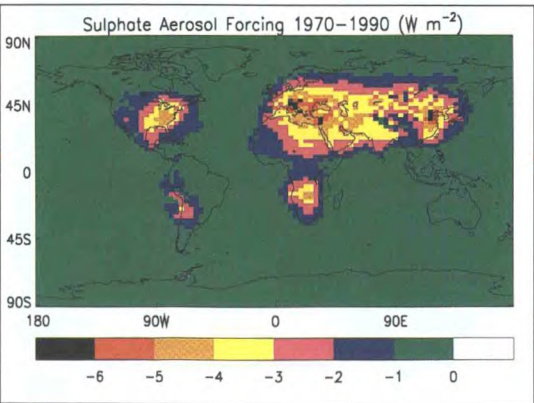 Sulphate Aerosol Forcing 1970−1990 (W m⁻²)
90N
45N
0
45S
90S
180 90W 0 90E
−6 −5 −4 −3 −2 −1 0